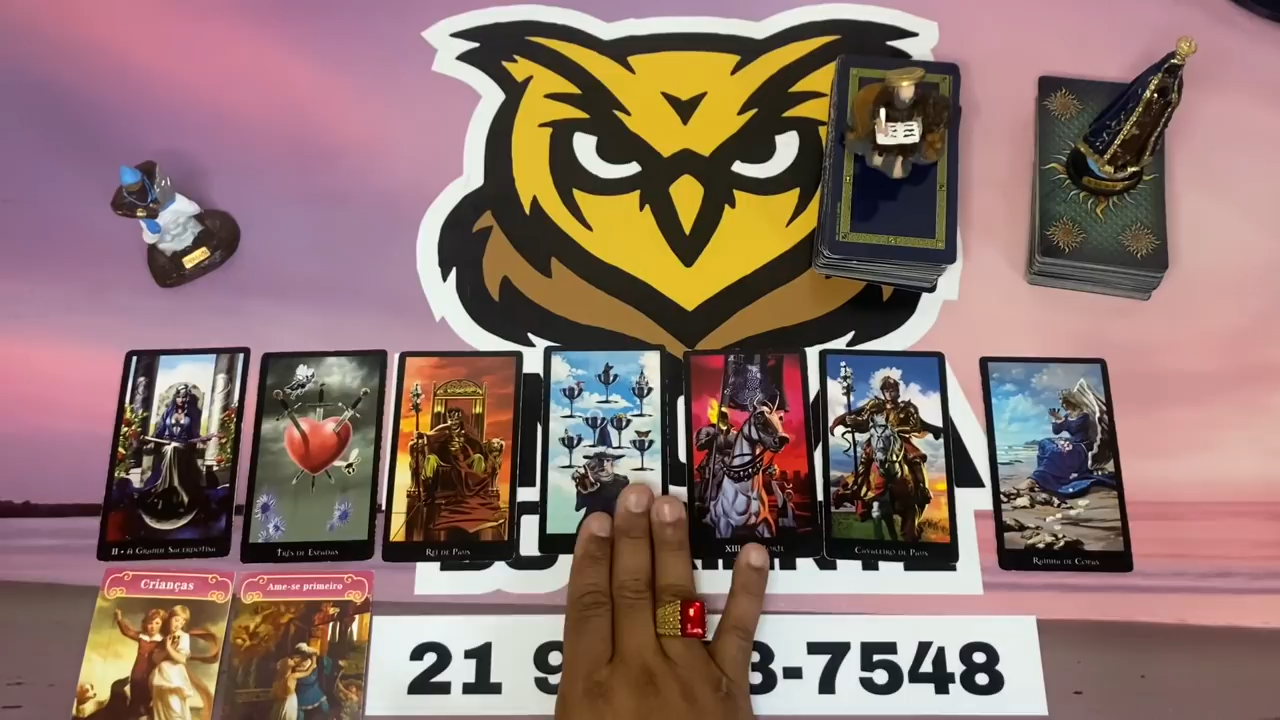 II • A Grande Sacerdotisa
Três de Espadas
Rei de Paus
XIII
Cavaleiro de Paus
Rainha de Copas
Crianças
Ame-se primeiro
21 9 3-7548